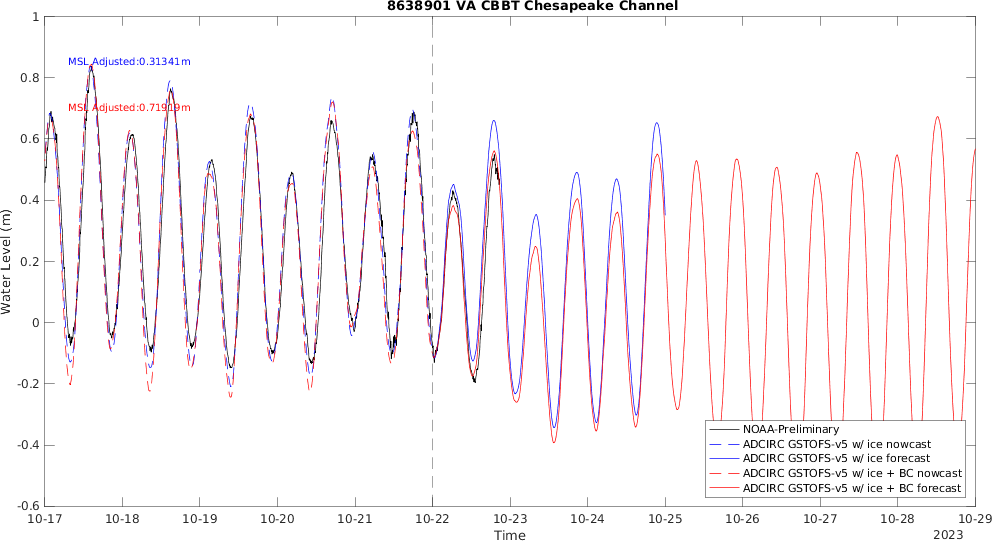 8638901 VA CBBT Chesapeake Channel
1
0.8
0.6
0.4
0.2
0
-0.2
-0.4
-0.6
Water Level (m)
MSL Adjusted:0.31341m
MSL Adjusted:0.71919m
NOAA-Preliminary
ADCIRC GSTOFS-v5 w/ ice nowcast
ADCIRC GSTOFS-v5 w/ ice forecast
ADCIRC GSTOFS-v5 w/ ice + BC nowcast
ADCIRC GSTOFS-v5 w/ ice + BC forecast
10-17 10-18 10-19 10-20 10-21 10-22 10-23 10-24 10-25 10-26 10-27 10-28 10-29
Time
2023